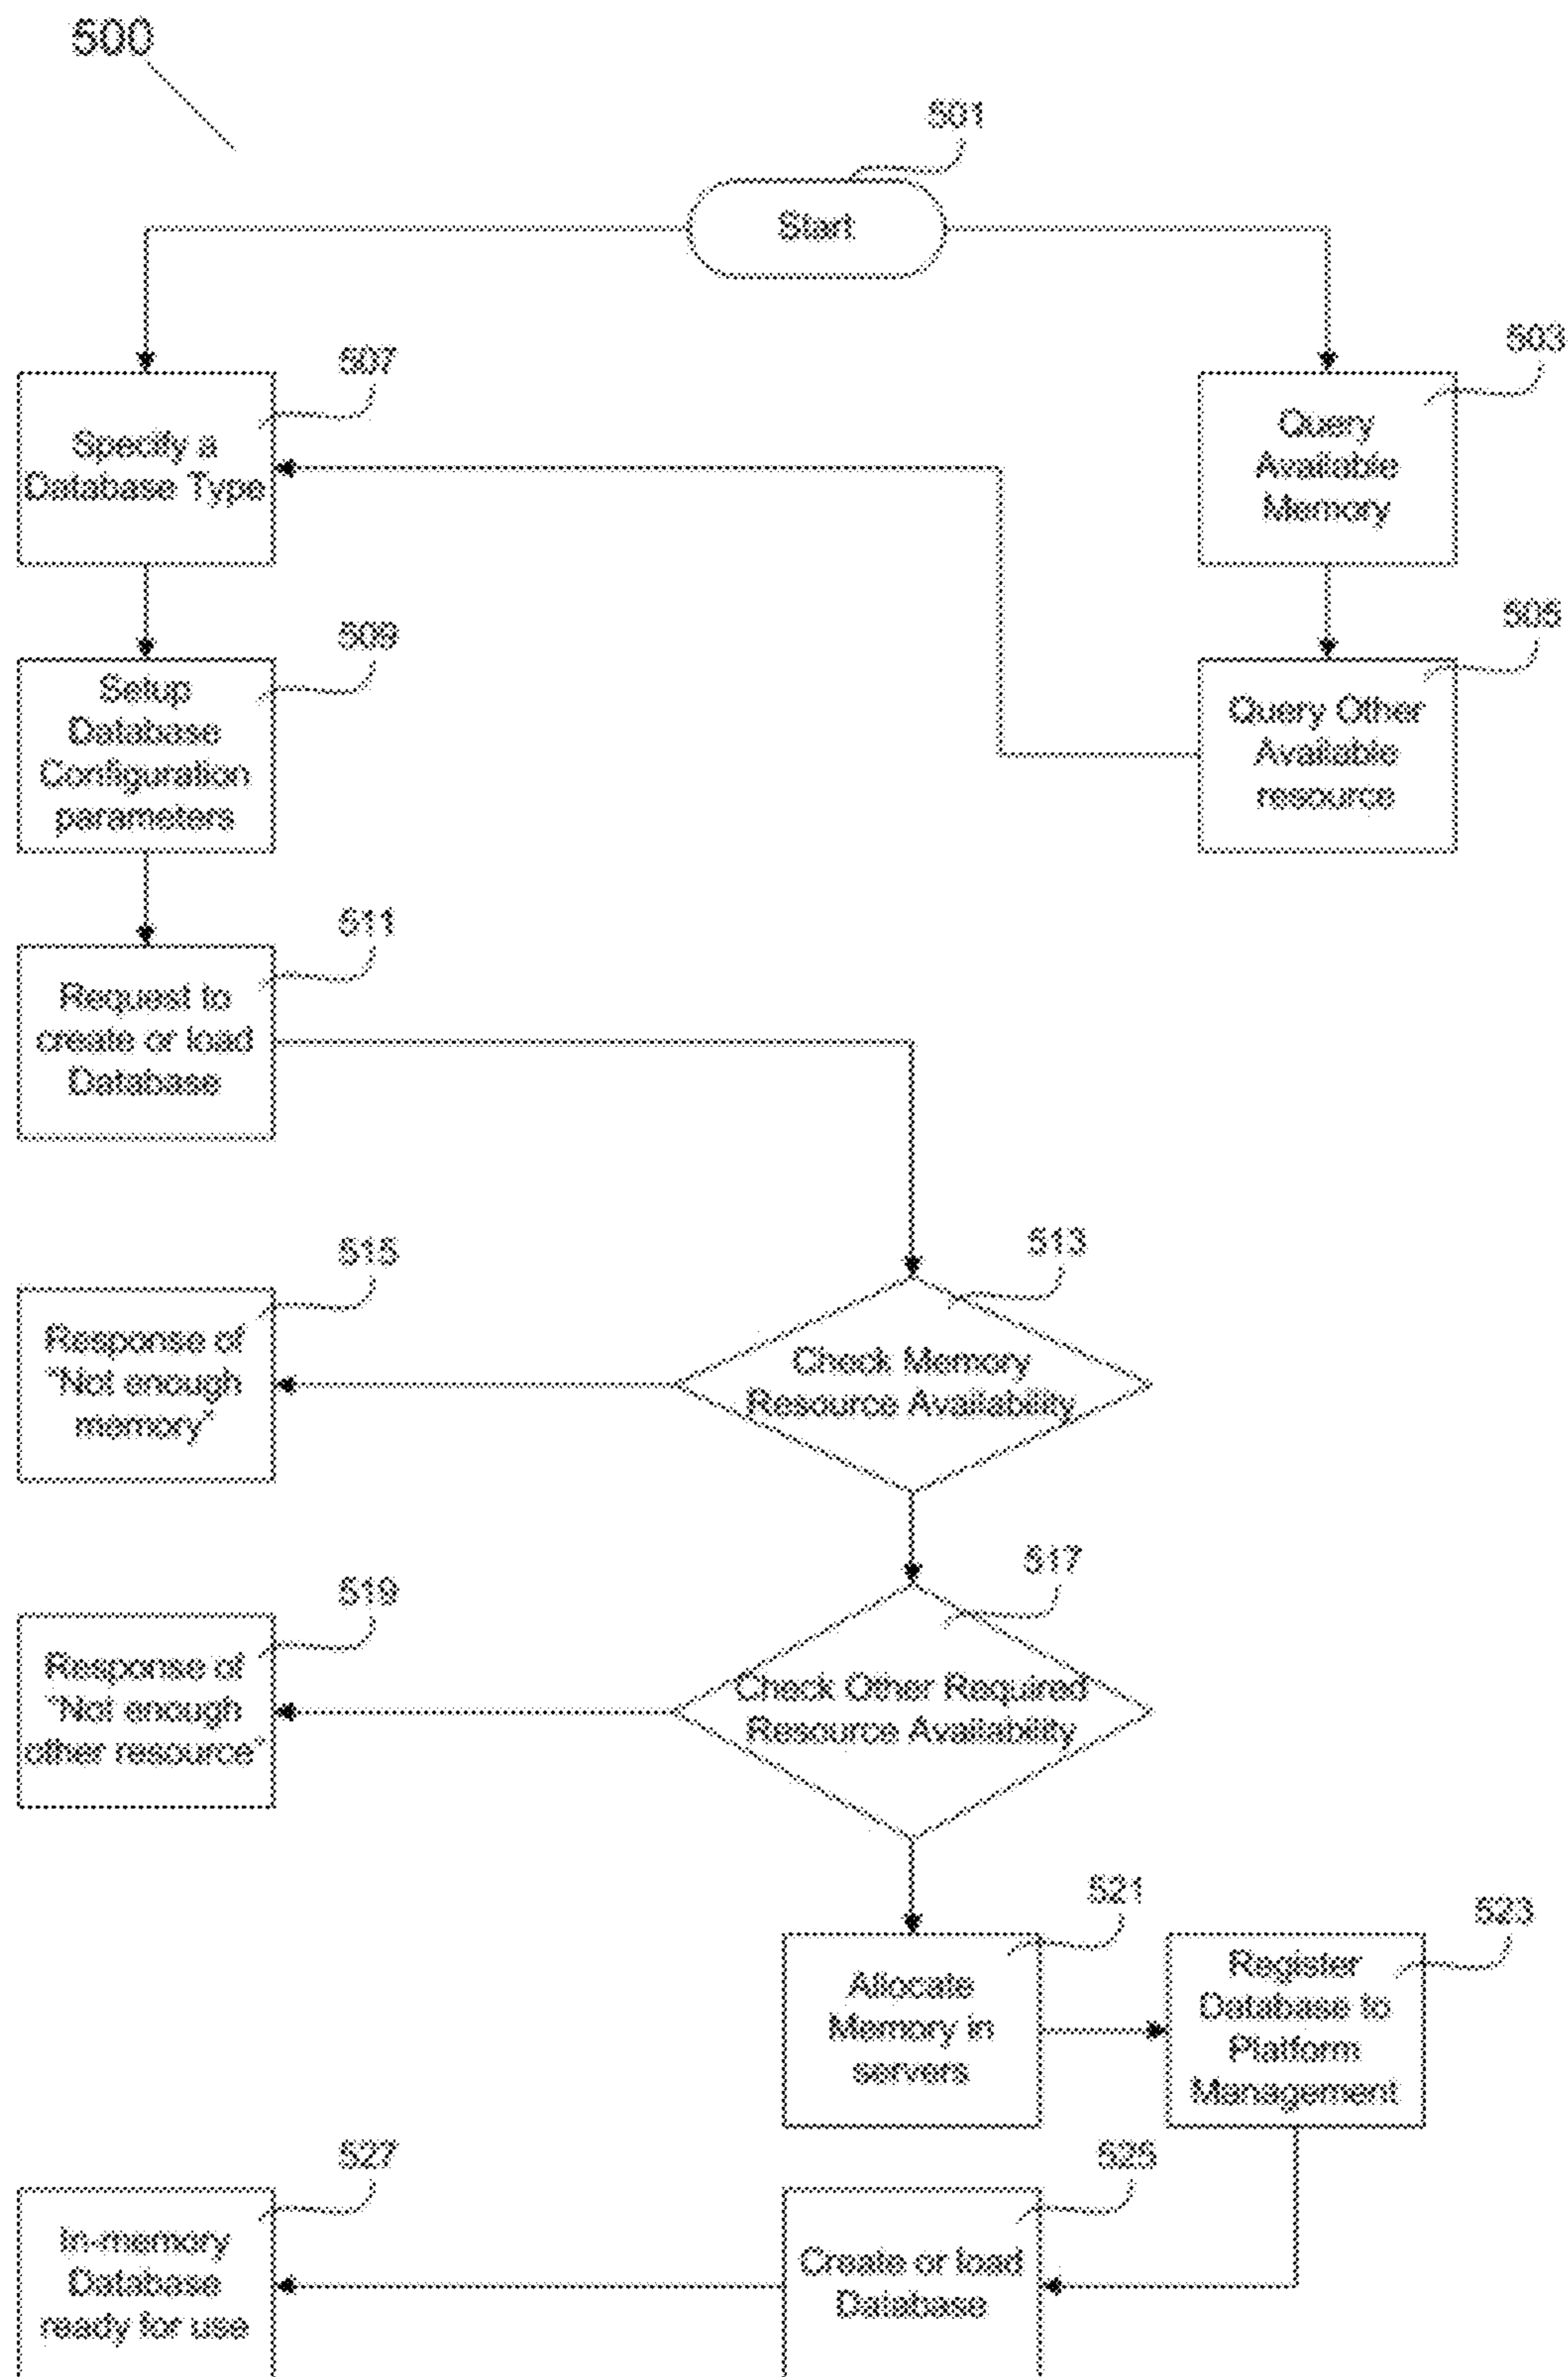 500
501
Start
507
Specify a
Database Type
503
Query
Available
Memory
509
Setup
Database
Configuration
parameters
505
Query Other
Available
resource
511
Request to
create or load
Database
513
Check Memory
Resource Availability
515
Response of
"Not enough
memory"
517
Check Other Required
Resource Availability
519
Response of
"Not enough
other resource"
521
Allocate
Memory in
servers
523
Register
Database to
Platform
Management
525
Create or load
Database
527
In-memory
Database
ready for use